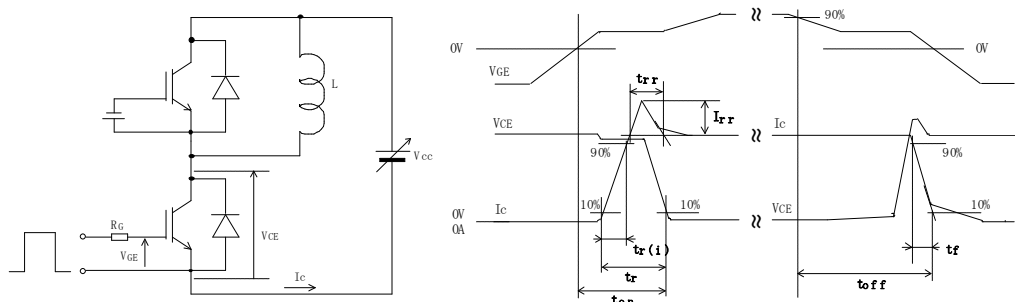 L
Vcc
RG
VGE
VCE
Ic
0V
VGE
90%
0V
trr
Irr
VCE
Ic
90%
90%
Ic
10%
10%
VCE
10%
0V
0A
tr(i)
tr
ton
tf
toff